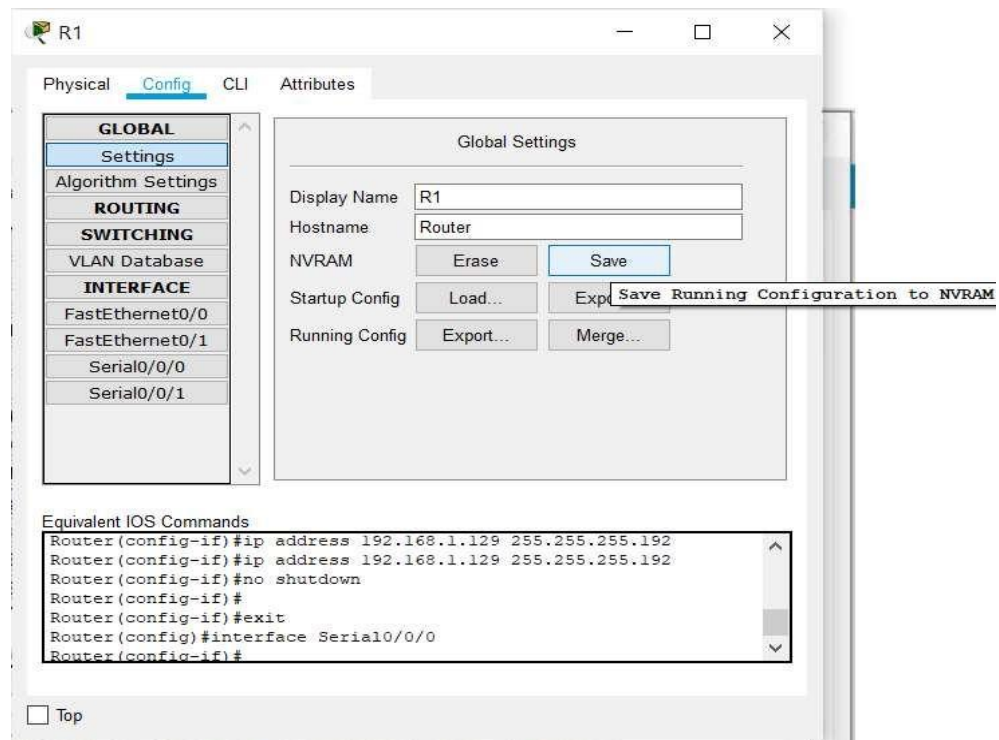 R1
Physical Config CLI Attributes
GLOBAL
Settings
Algorithm Settings
ROUTING
SWITCHING
VLAN Database
INTERFACE
FastEthernet0/0
FastEthernet0/1
Serial0/0/0
Serial0/0/1
Global Settings
Display Name R1
Hostname Router
NVRAM Erase Save
Startup Config Load...
Save Running Configuration to NVRAM
Running Config Export... Merge...
Equivalent IOS Commands
Router(config-if)#ip address 192.168.1.129 255.255.255.192
Router(config-if)#ip address 192.168.1.129 255.255.255.192
Router(config-if)#no shutdown
Router(config-if)#
Router(config-if)#exit
Router(config)#interface Serial0/0/0
Router(config-if)#
Top